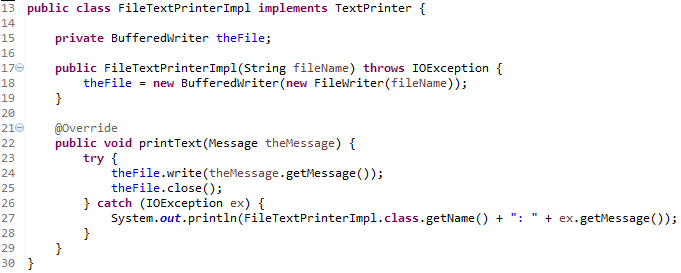 13 public class FileTextPrinterImpl implements TextPrinter {
14
15     private BufferedWriter theFile;
16
17     public FileTextPrinterImpl(String fileName) throws IOException {
18         theFile = new BufferedWriter(new FileWriter(fileName));
19     }
20
21     @Override
22     public void printText(Message theMessage) {
23         try {
24             theFile.write(theMessage.getMessage());
25             theFile.close();
26         } catch (IOException ex) {
27             System.out.println(FileTextPrinterImpl.class.getName() + ": " + ex.getMessage());
28         }
29     }
30 }